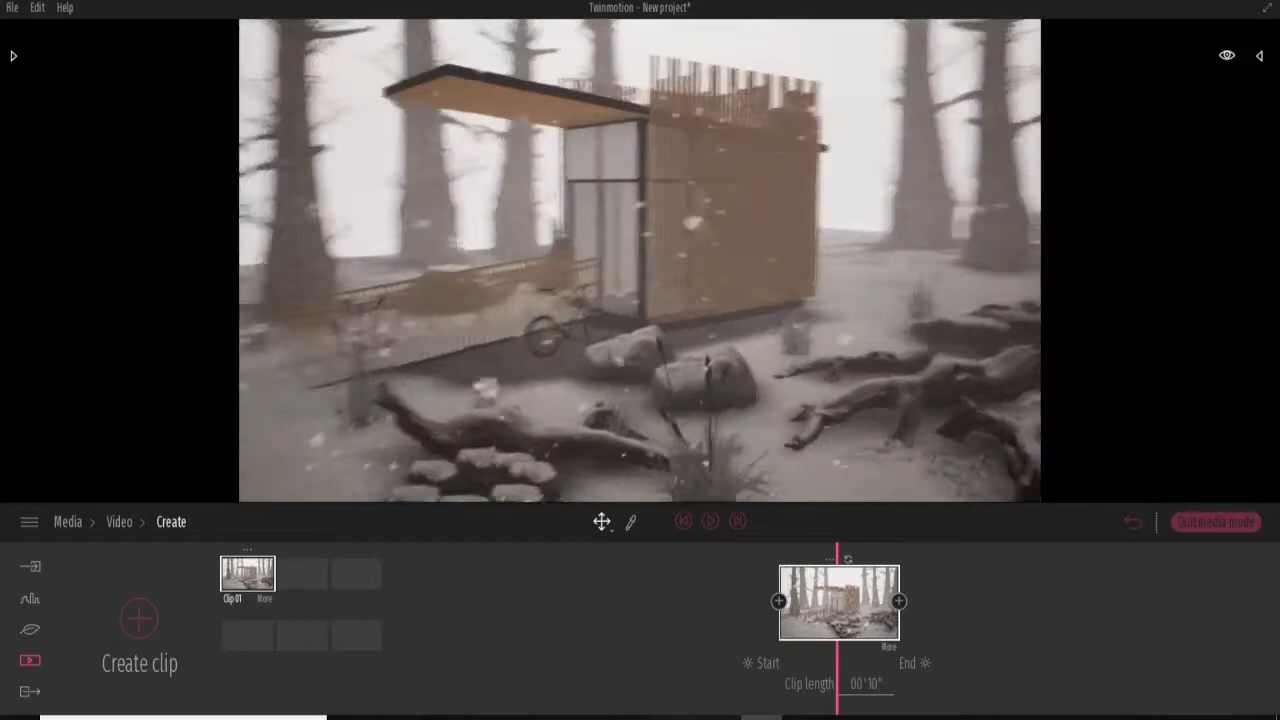 File Edit Help
Twinmotion - New project*
Media > Video > Create
Quit media mode
Create clip
Clip 01 More
More
Start
End
Clip length 00'10"